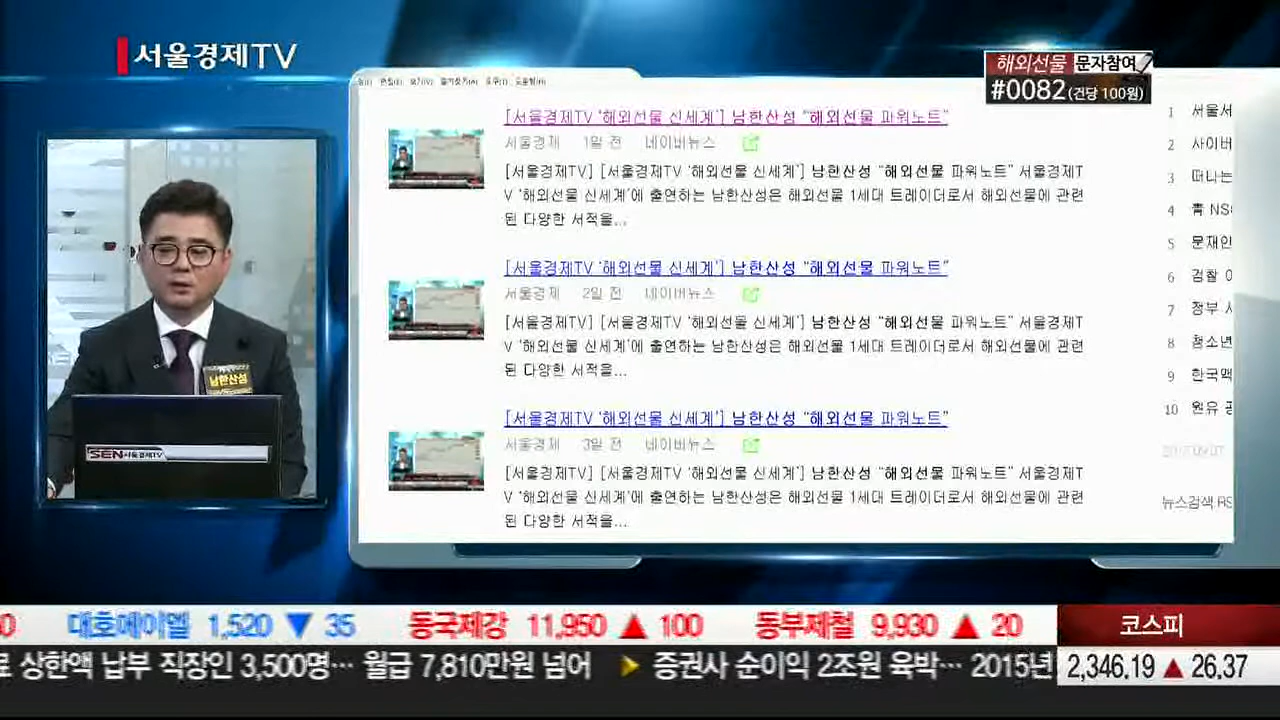 서울경제TV
해외선물 문자참여
#0082(건당 100원)
[서울경제TV '해외선물 신세계'] 남한산성 "해외선물 파워노트"
서울경제 1일 전 네이버뉴스
[서울경제TV] [서울경제TV '해외선물 신세계'] 남한산성 "해외선물 파워노트" 서울경제T
V '해외선물 신세계'에 출연하는 남한산성은 해외선물 1세대 트레이더로서 해외선물에 관련
된 다양한 서적을...
[서울경제TV '해외선물 신세계'] 남한산성 "해외선물 파워노트"
서울경제 2일 전 네이버뉴스
[서울경제TV] [서울경제TV '해외선물 신세계'] 남한산성 "해외선물 파워노트" 서울경제T
V '해외선물 신세계'에 출연하는 남한산성은 해외선물 1세대 트레이더로서 해외선물에 관련
된 다양한 서적을...
[서울경제TV '해외선물 신세계'] 남한산성 "해외선물 파워노트"
서울경제 3일 전 네이버뉴스
[서울경제TV] [서울경제TV '해외선물 신세계'] 남한산성 "해외선물 파워노트" 서울경제T
V '해외선물 신세계'에 출연하는 남한산성은 해외선물 1세대 트레이더로서 해외선물에 관련
된 다양한 서적을...
1 서울서
2 사이버
3 떠나는
4 靑 NS
5 문재인
6 검찰
7 정부
8 청소년
9 한국맥
10 원유
뉴스검색 RS
남한산성
SEN 서울경제TV
0 대호에이엘 1,520 ▼ 35 동국제강 11,950 ▲ 100 동부제철 9,930 ▲ 20
코스피
상한액 납부 직장인 3,500명… 월급 7,810만원 넘어 ▶ 증권사 순이익 2조원 육박… 2015년
2,346.19 ▲ 26.37